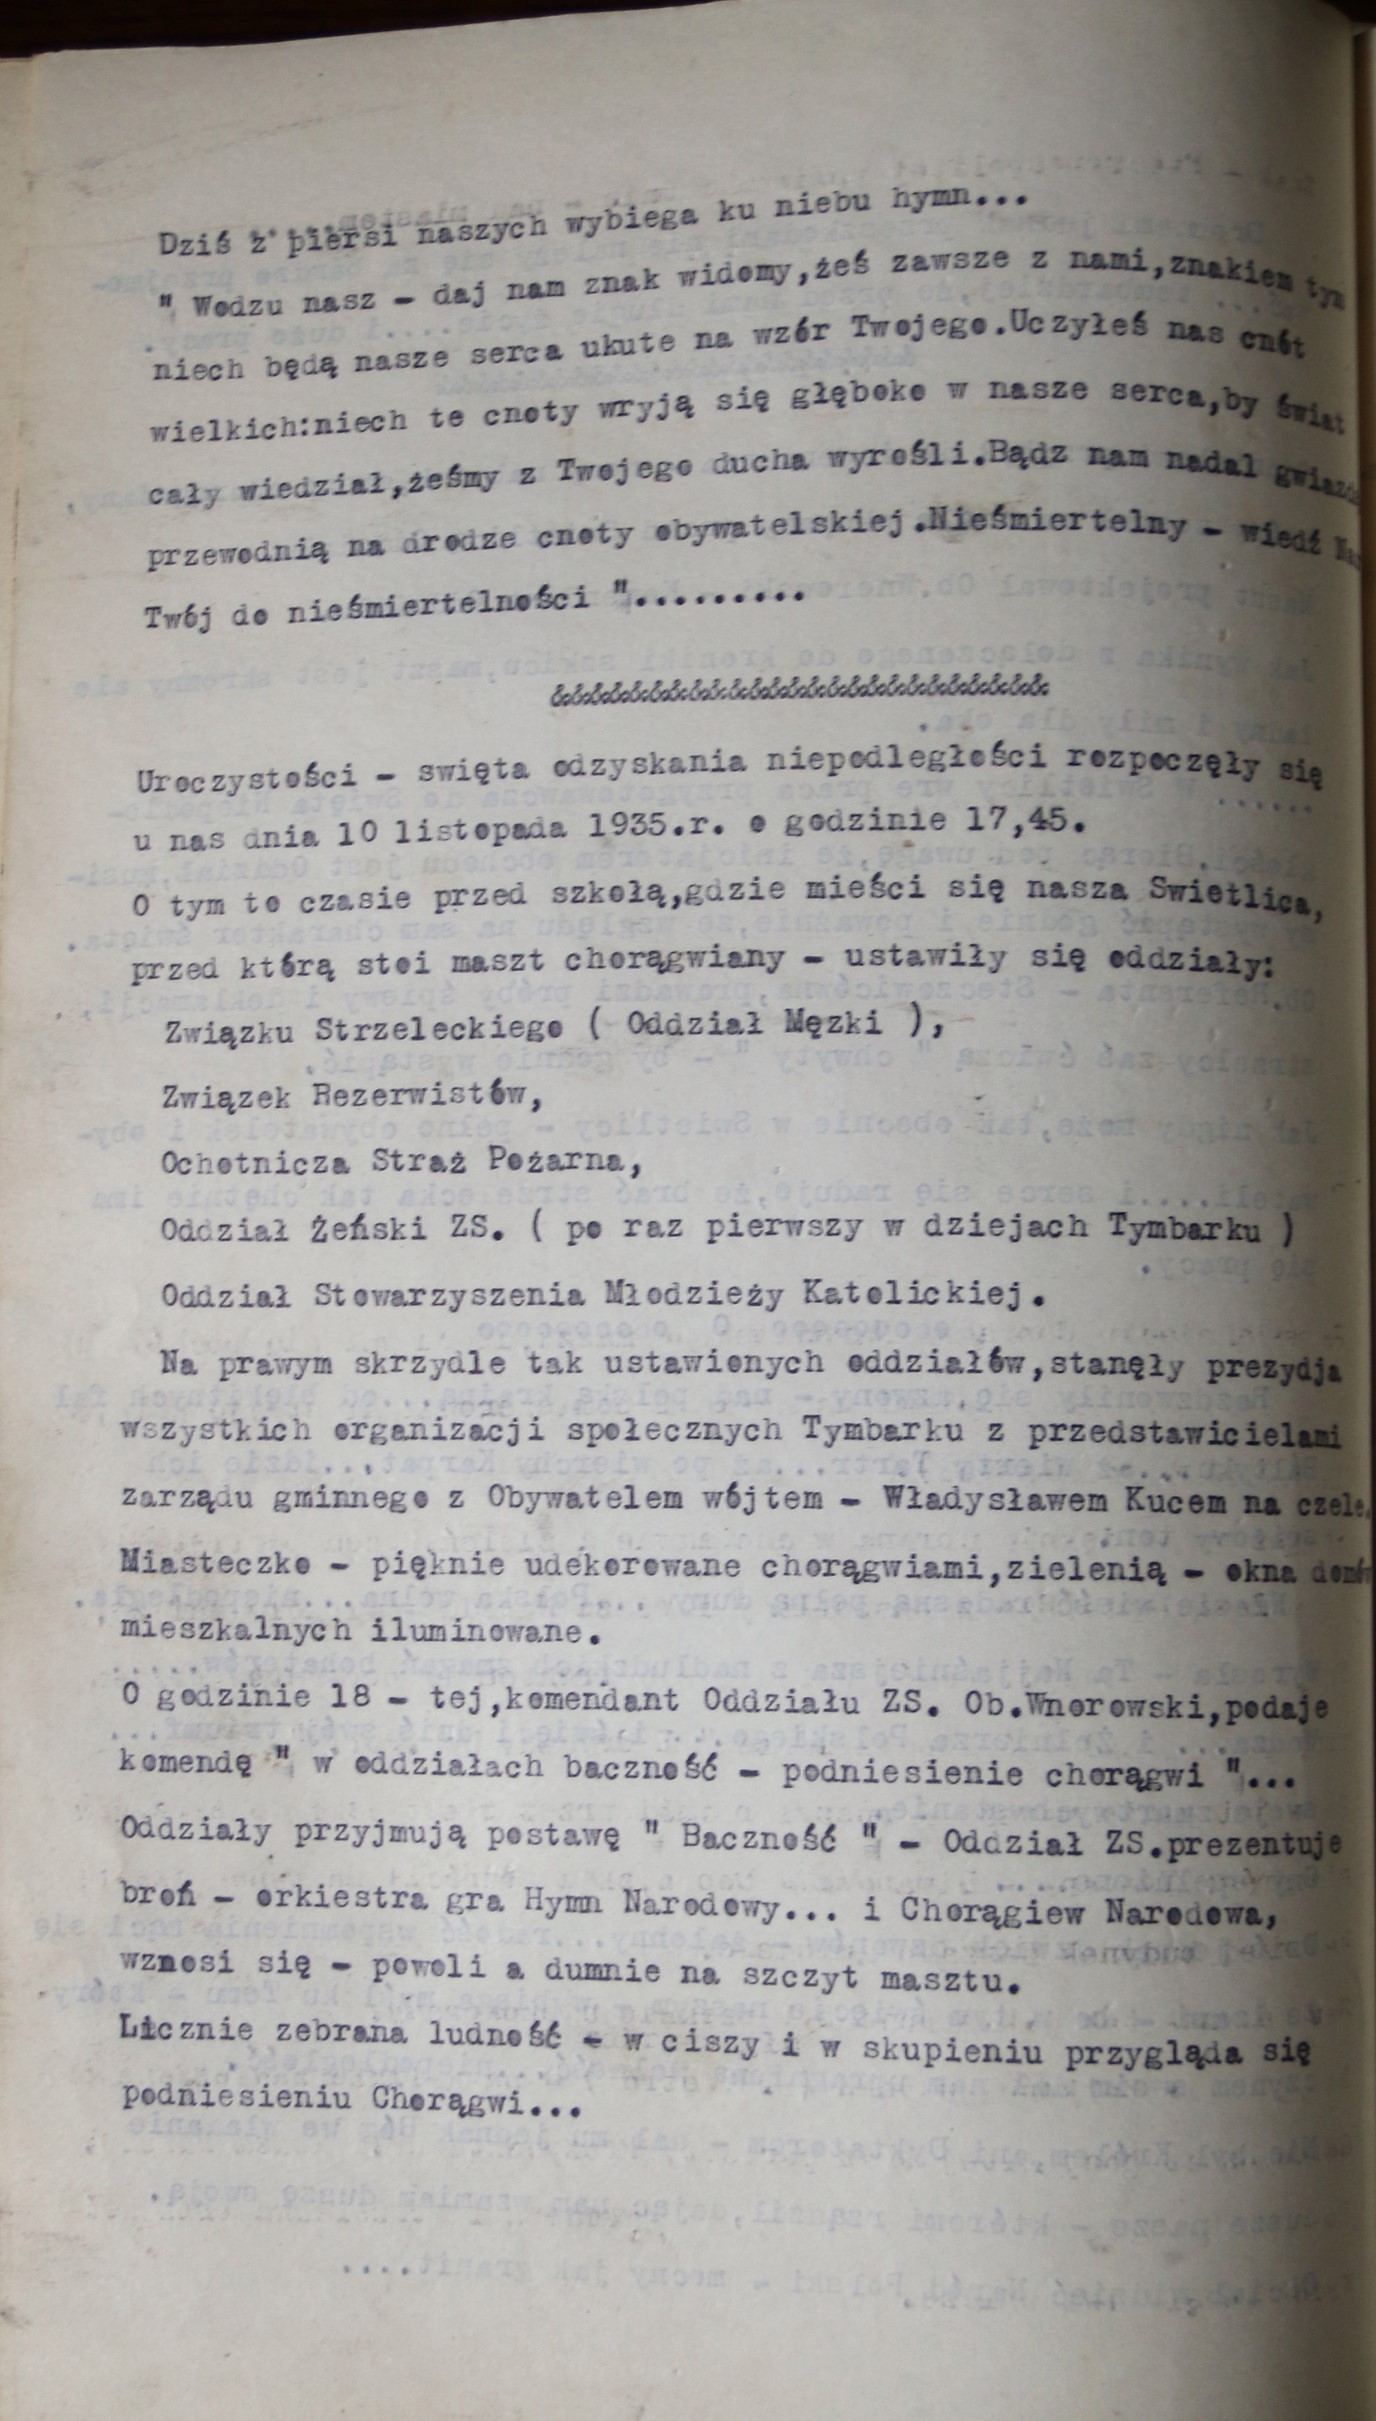 Dziś z piersi naszych wybiega ku niebu hymn...
" Wodzu nasz - daj nam znak widomy,żeś zawsze z nami,znakiem tym
niech będą nasze serca ukute na wzór Twojego.Uczyłeś nas cnót
wielkich:niech te cnoty wryją się głęboko w nasze serca,by świat
cały wiedział,żeśmy z Twojego ducha wyrośli.Bądz nam nadal
przewodnią na drodze cnoty obywatelskiej.Nieśmiertelny - wiedź
Twój do nieśmiertelności ".........
&&&&&&&&&&&&&&&&&&&&&&&&&&&&&&&&&&&&&&
Uroczystości - swięta odzyskania niepodległości rozpoczęły się
u nas dnia 10 listopada 1935.r. o godzinie 17,45.
O tym to czasie przed szkołą,gdzie mieści się nasza Swietlica,
przed którą stoi maszt chorągwiany - ustawiły się oddziały:
Związku Strzeleckiego ( Oddział Męzki ),
Związek Rezerwistów,
Ochotnicza Straż Pożarna,
Oddział Żeński ZS. ( po raz pierwszy w dziejach Tymbarku )
Oddział Stowarzyszenia Młodzieży Katolickiej.
Na prawym skrzydle tak ustawionych oddziałów,stanęły prezydja
wszystkich organizacji społecznych Tymbarku z przedstawicielami
zarządu gminnego z Obywatelem wójtem - Władysławem Kucem na czele.
Miasteczko - pięknie udekorowane chorągwiami,zielenią - okna domów
mieszkalnych iluminowane.
O godzinie 18 - tej,komendant Oddziału ZS. Ob.Wnorowski,podaje
komendę " w oddziałach baczność - podniesienie chorągwi "...
Oddziały przyjmują postawę " Baczność " - Oddział ZS.prezentuje
broń - orkiestra gra Hymn Narodowy... i Chorągiew Narodowa,
wznosi się - powoli a dumnie na szczyt masztu.
Licznie zebrana ludność - w ciszy i w skupieniu przygląda się
podniesieniu Chorągwi...